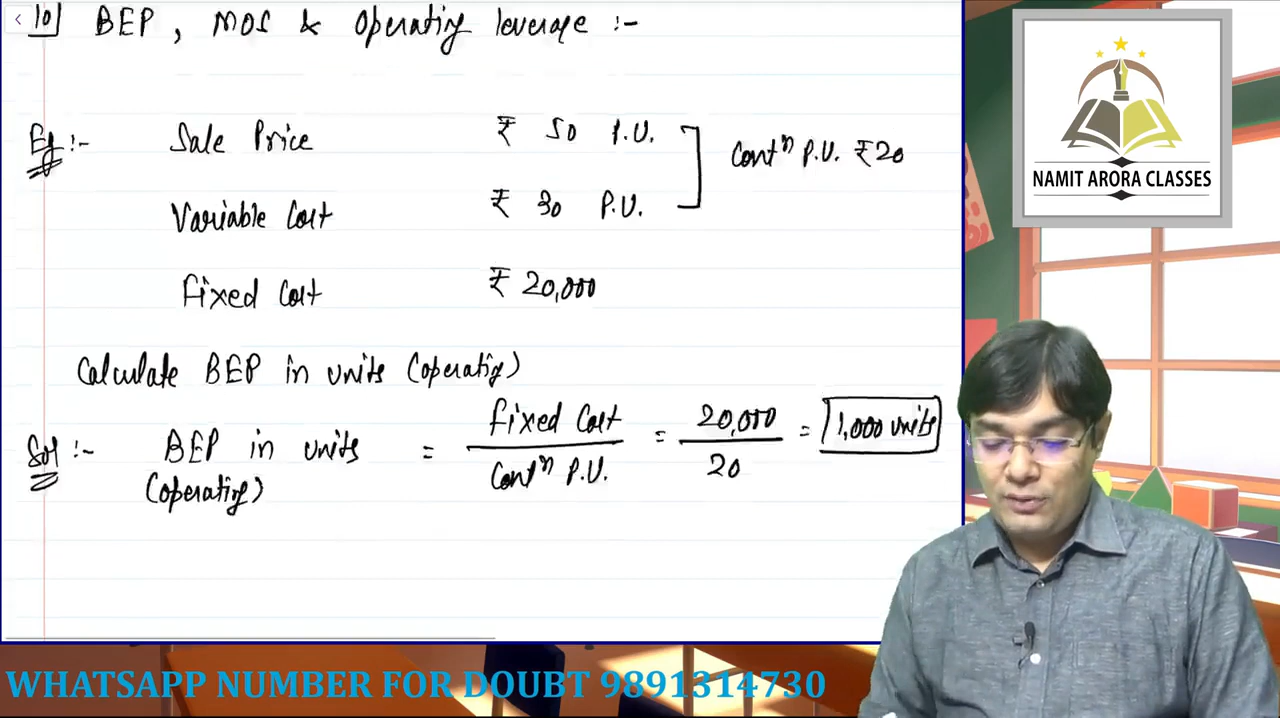 < 10] BEP, MOS & Operating leverage :-
Eg :- Sale Price ₹ 50 P.U.
Contⁿ P.U. ₹20
Variable Cost ₹ 30 P.U.
Fixed Cost ₹ 20,000
Calculate BEP in units (operating)
Sol :- BEP in units (operating) = Fixed Cost / Contⁿ P.U. = 20,000 / 20 = 1,000 units
NAMIT ARORA CLASSES
WHATSAPP NUMBER FOR DOUBT 9891314730